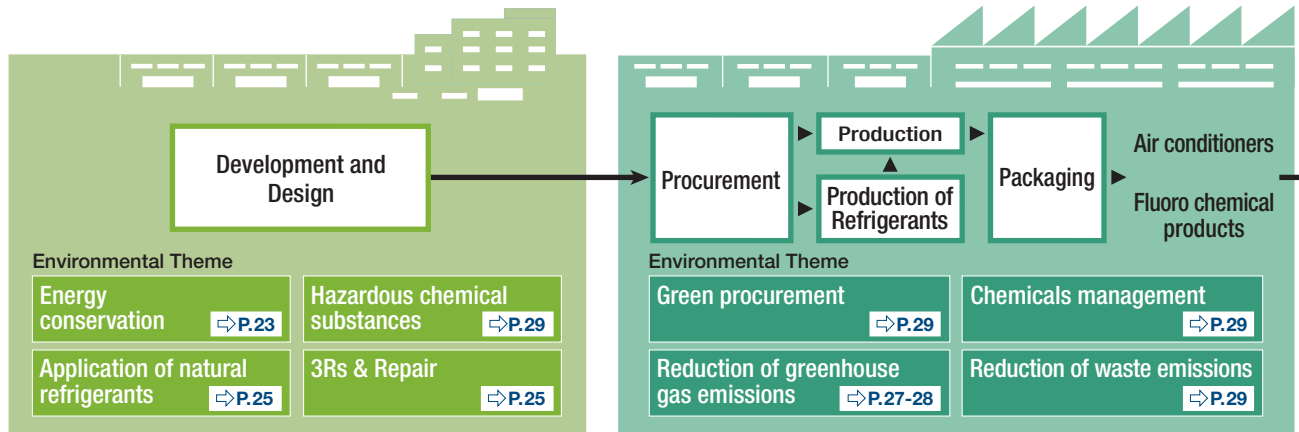 Development and
Design
Environmental Theme
Energy
conservation
⇨P.23
Hazardous chemical
substances
⇨P.29
Application of natural
refrigerants
⇨P.25
3Rs & Repair
⇨P.25
Procurement
Production
Production of
Refrigerants
Packaging
Air conditioners
Fluoro chemical
products
Environmental Theme
Green procurement
⇨P.29
Chemicals management
⇨P.29
Reduction of greenhouse
gas emissions
⇨P.27-28
Reduction of waste emissions
⇨P.29